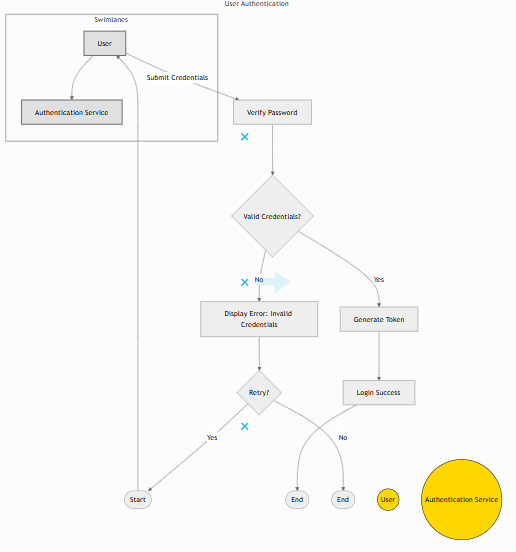 User Authentication
Swimlanes
User
Submit Credentials
Authentication Service
Verify Password
Valid Credentials?
No
Yes
Display Error: Invalid
Credentials
Generate Token
Retry?
Login Success
Yes
No
Start
End
End
User
Authentication Service